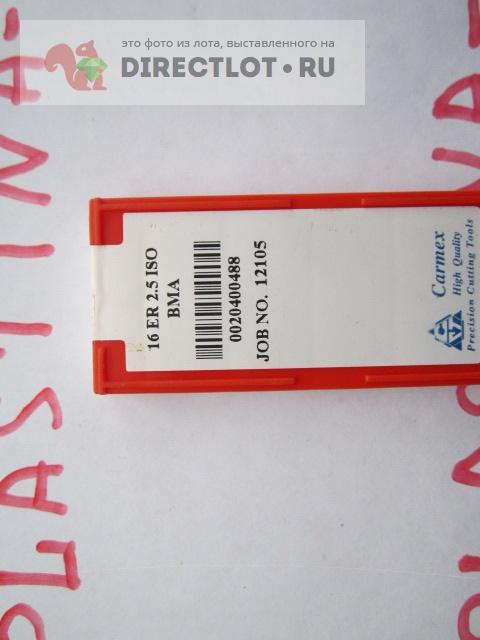 это фото из лота, выставленного на
DIRECTLOT.RU
16 ER 2.5 ISO
BMA
0020400488
JOB NO. 12105
Carmex
High Quality
Precision Cutting Tools
PLASTINA-